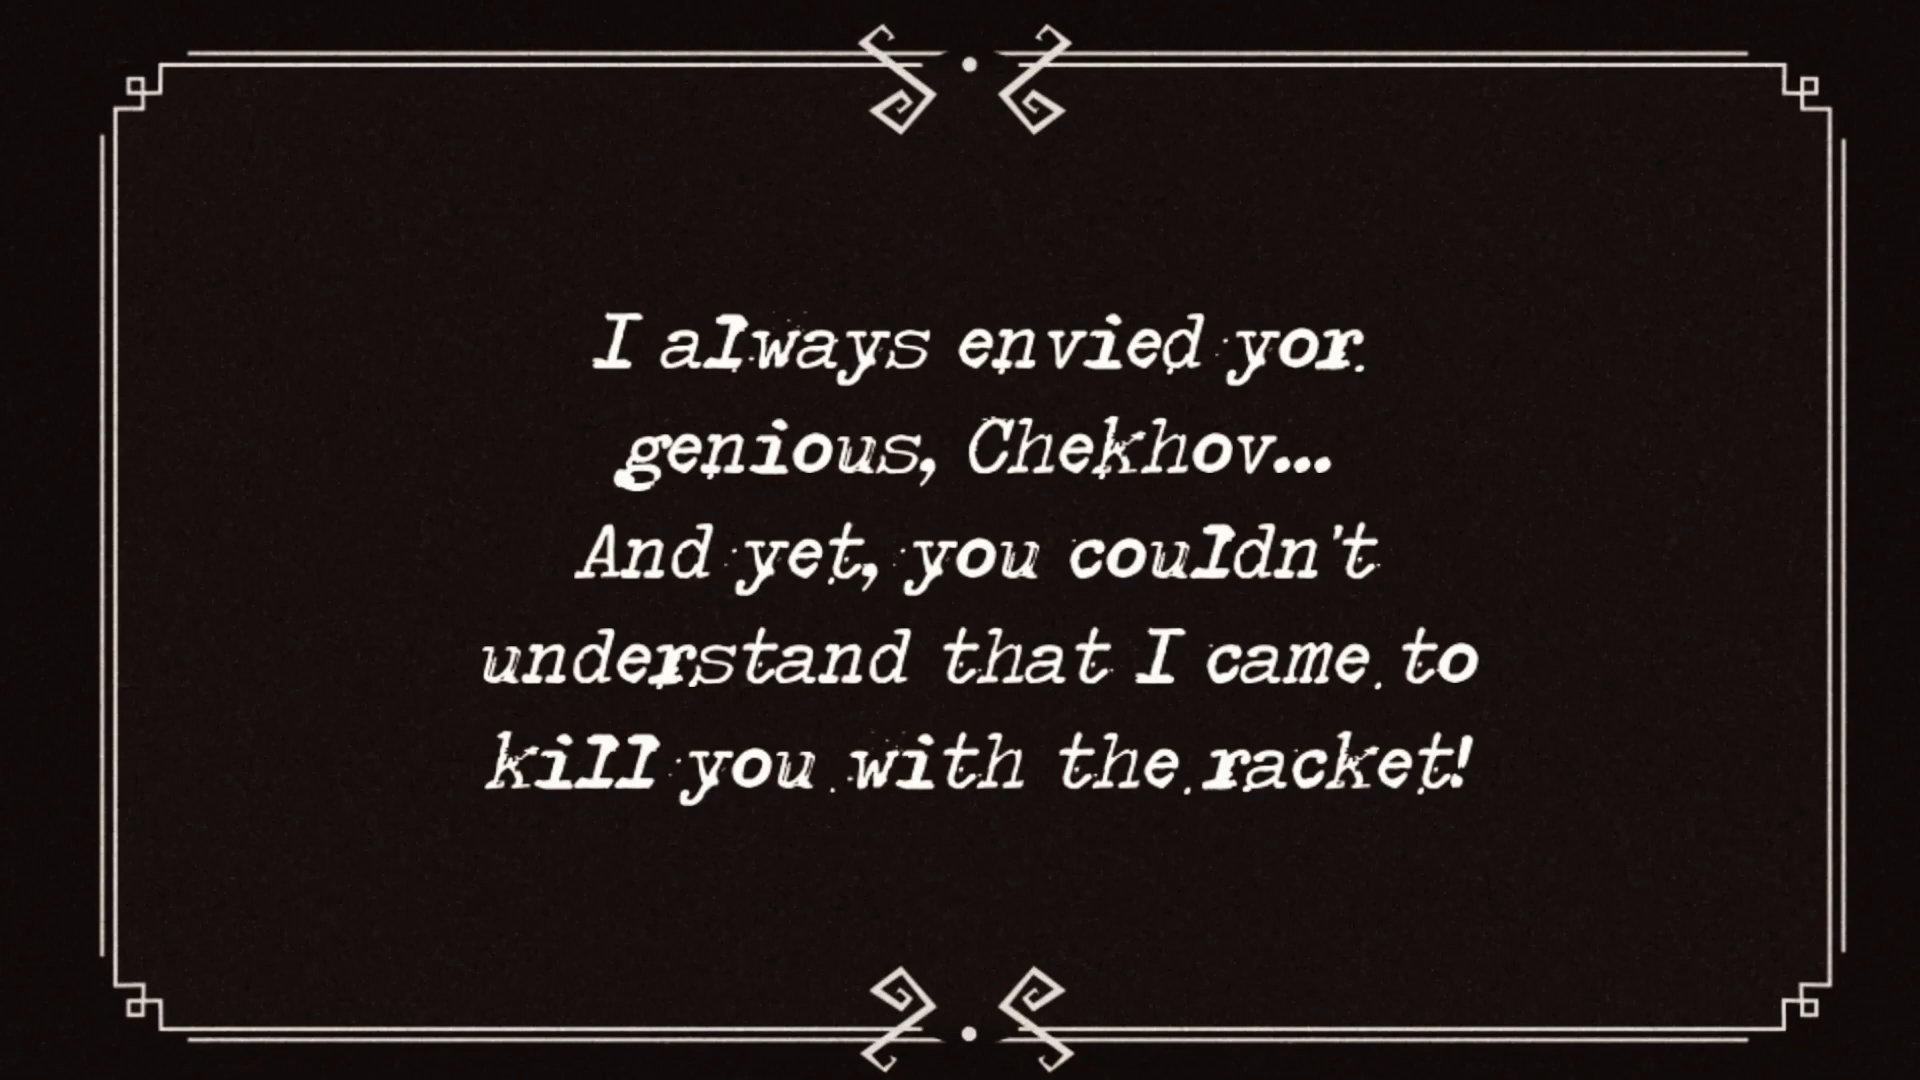 I always envied yor
genious, Chekhov...
And yet, you couldn't
understand that I came to
kill you with the racket!